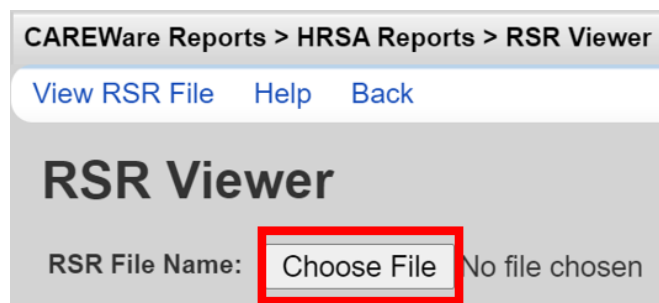 CAREWare Reports > HRSA Reports > RSR Viewer
View RSR File Help Back
RSR Viewer
RSR File Name: Choose File No file chosen